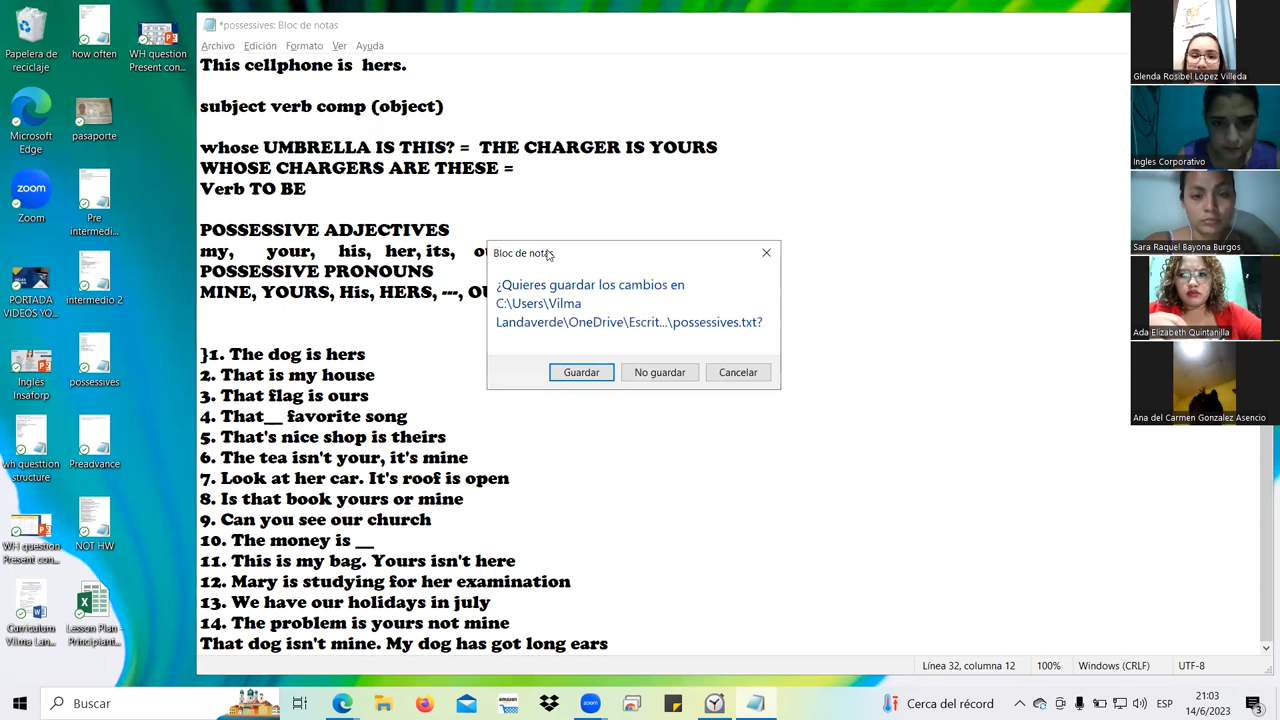 Papelera de reciclaje
how often
WH question Present con...
Microsoft Edge
pasaporte
Zoom
Pre intermedi...
PORTADA VIDEOS YO...
intermedio 2
Inglés Insaforp
possessives
wh questtion structure
Preadvance
WH question Present con...
NOT HW
Curriculum Vilma Lan...
Lesson Plan - Principiant...
*possessives: Bloc de notas
Archivo Edición Formato Ver Ayuda
This cellphone is hers.
subject verb comp (object)
whose UMBRELLA IS THIS? = THE CHARGER IS YOURS
WHOSE CHARGERS ARE THESE =
Verb TO BE
POSSESSIVE ADJECTIVES
my, your, his, her, its,
POSSESSIVE PRONOUNS
MINE, YOURS, His, HERS, ---,
}1. The dog is hers
2. That is my house
3. That flag is ours
4. That__ favorite song
5. That's nice shop is theirs
6. The tea isn't your, it's mine
7. Look at her car. It's roof is open
8. Is that book yours or mine
9. Can you see our church
10. The money is __
11. This is my bag. Yours isn't here
12. Mary is studying for her examination
13. We have our holidays in july
14. The problem is yours not mine
That dog isn't mine. My dog has got long ears
Bloc de notas
¿Quieres guardar los cambios en
C:\Users\Vilma
Landaverde\OneDrive\Escrit...\possessives.txt?
Guardar No guardar Cancelar
Línea 32, columna 12 100% Windows (CRLF) UTF-8
Glenda Rosibel López Villeda
Ingles Corporativo
Sara Raquel Bayona Burgos
Ada Elizabeth Quintanilla
Ana del Carmen Gonzalez Asencio
Buscar
amazon
zoom
Cerca del récord
ESP
21:03
14/6/2023
3